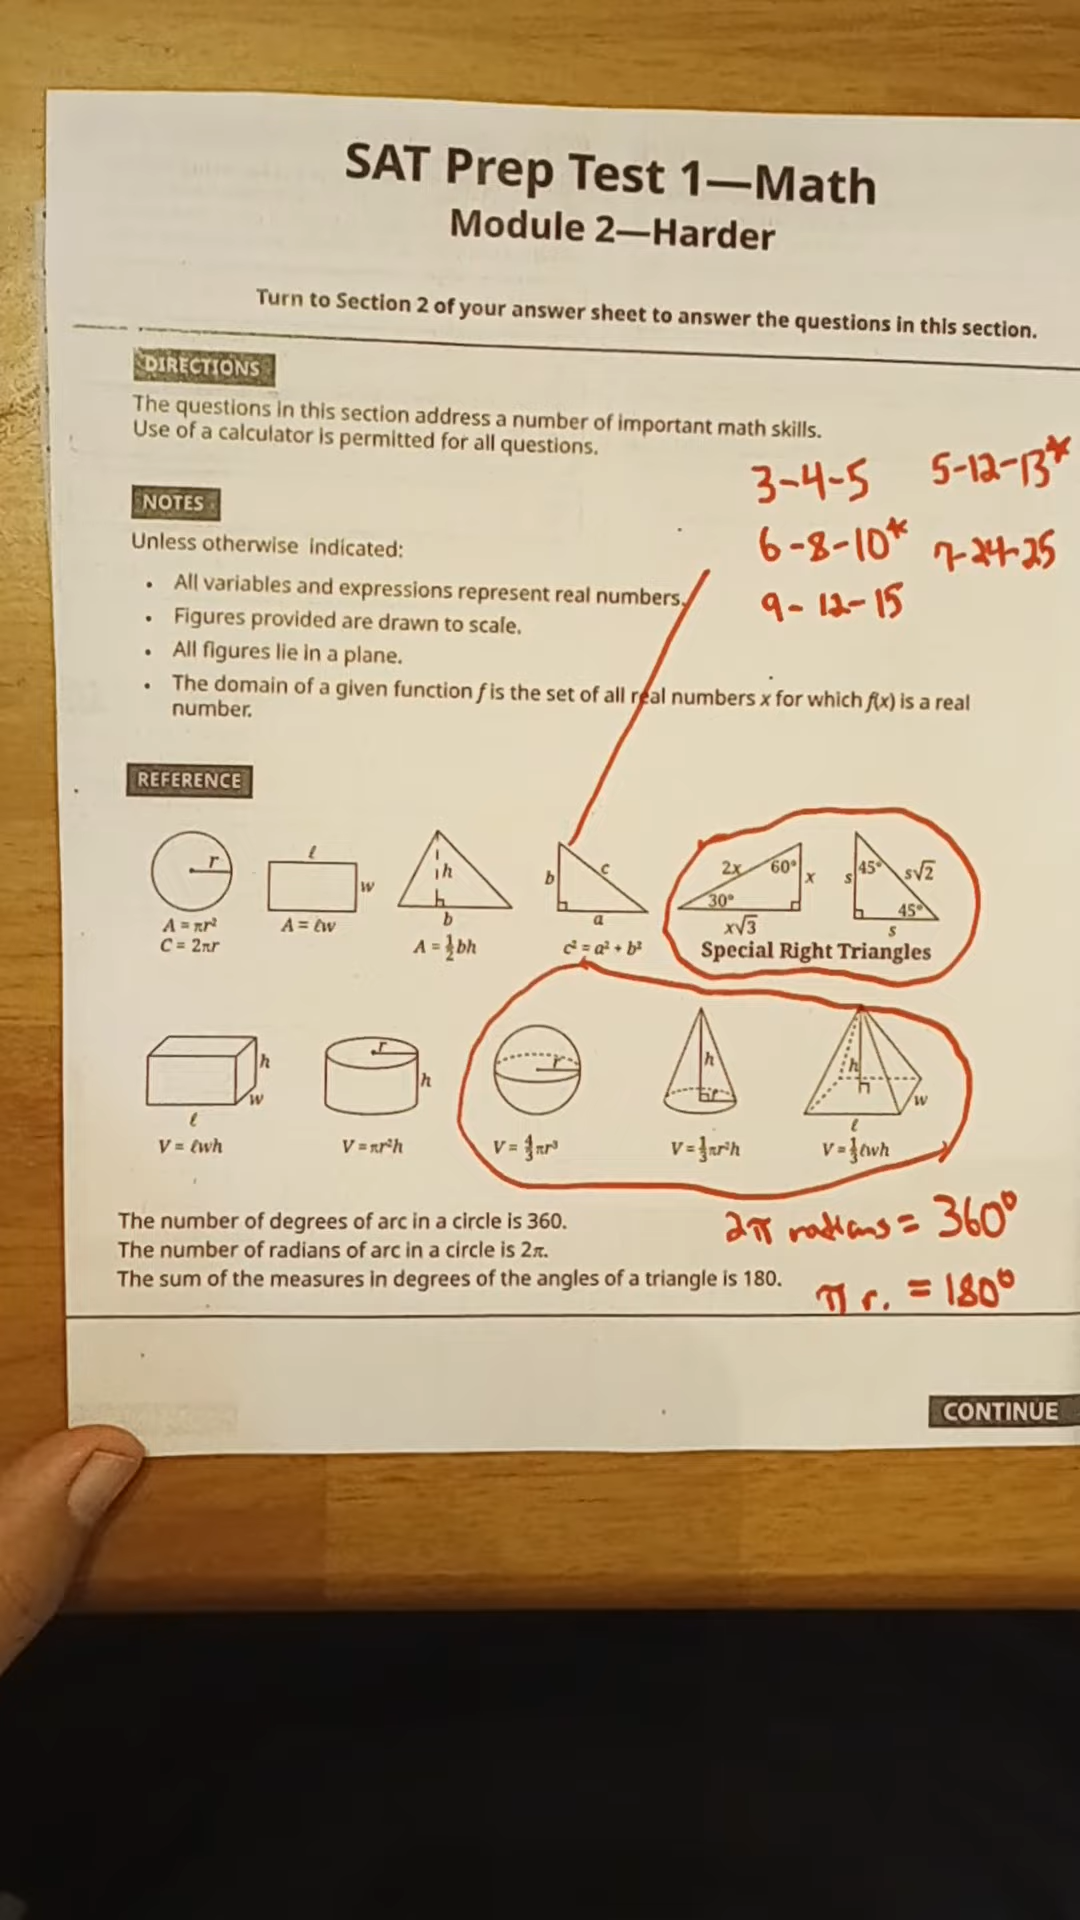 SAT Prep Test 1—Math
Module 2—Harder
Turn to Section 2 of your answer sheet to answer the questions in this section.
DIRECTIONS
The questions in this section address a number of important math skills.
Use of a calculator is permitted for all questions.
3-4-5 5-12-13*
6-8-10* 7-24-25
9-12-15
NOTES
Unless otherwise indicated:
• All variables and expressions represent real numbers.
• Figures provided are drawn to scale.
• All figures lie in a plane.
• The domain of a given function f is the set of all real numbers x for which f(x) is a real
number.
REFERENCE
r
A = πr²
C = 2πr
ℓ
w
A = ℓw
h
b
A = ½bh
b
c
a
c² = a² + b²
2x 60° x
30°
x√3
s 45° s√2
45°
s
Special Right Triangles
h
w
ℓ
V = ℓwh
r
h
V = πr²h
r
V = 4/3πr³
h
r
V = 1/3πr²h
h
w
ℓ
V = 1/3ℓwh
The number of degrees of arc in a circle is 360.
The number of radians of arc in a circle is 2π.
The sum of the measures in degrees of the angles of a triangle is 180.
2π radians = 360°
π r. = 180°
CONTINUE